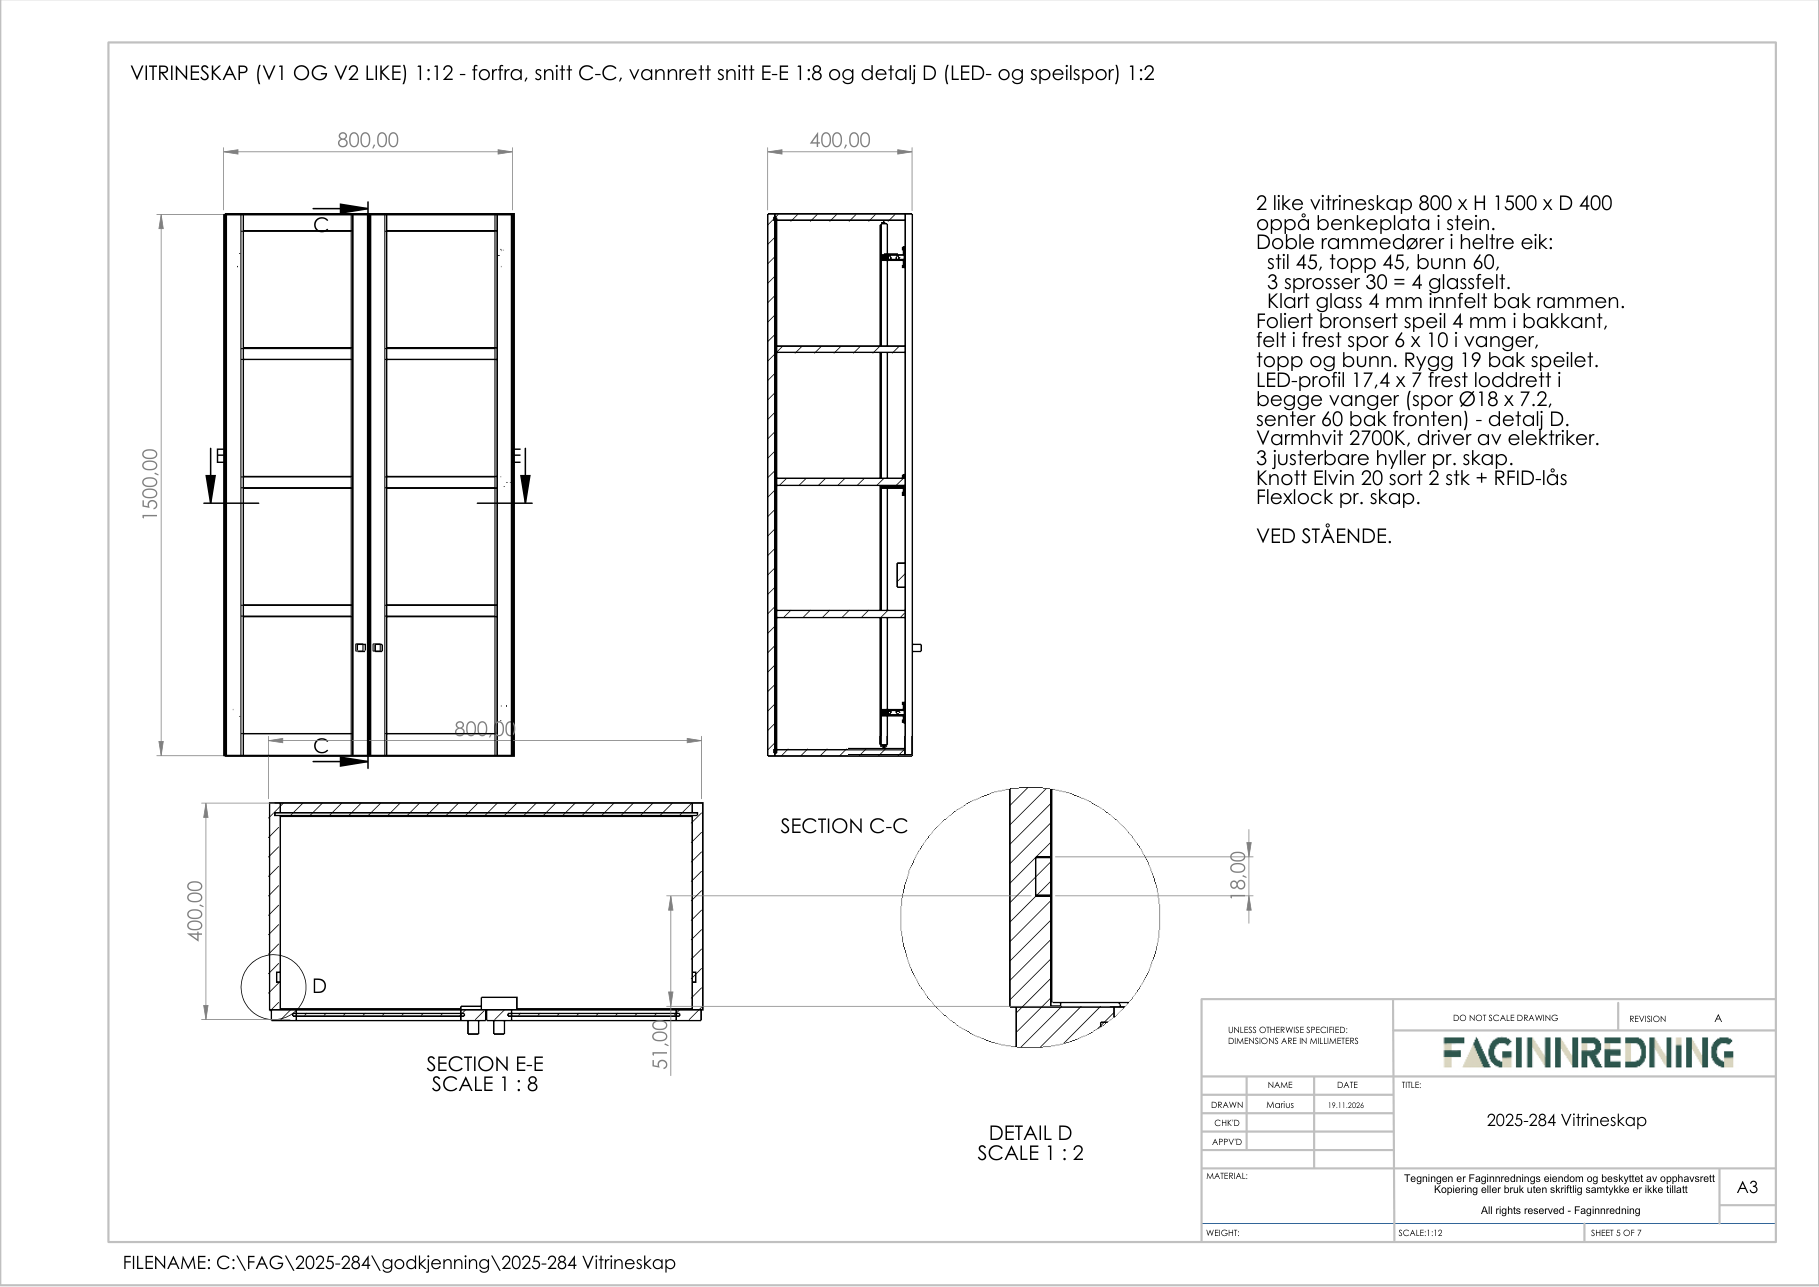 VITRINESKAP (V1 OG V2 LIKE) 1:12 - forfra, snitt C-C, vannrett snitt E-E 1:8 og detalj D (LED- og speilspor) 1:2
800,00
400,00
C
1500,00
E
E
C
2 like vitrineskap 800 x H 1500 x D 400
oppå benkeplata i stein.
Doble rammedører i heltre eik:
stil 45, topp 45, bunn 60,
3 sprosser 30 = 4 glassfelt.
Klart glass 4 mm innfelt bak rammen.
Foliert bronsert speil 4 mm i bakkant,
felt i frest spor 6 x 10 i vanger,
topp og bunn. Rygg 19 bak speilet.
LED-profil 17,4 x 7 frest loddrett i
begge vanger (spor Ø18 x 7.2,
senter 60 bak fronten) - detalj D.
Varmhvit 2700K, driver av elektriker.
3 justerbare hyller pr. skap.
Knott Elvin 20 sort 2 stk + RFID-lås
Flexlock pr. skap.
VED STÅENDE.
800,00
400,00
D
51,00
SECTION E-E
SCALE 1 : 8
SECTION C-C
18,00
DETAIL D
SCALE 1 : 2
UNLESS OTHERWISE SPECIFIED:
DIMENSIONS ARE IN MILLIMETERS
DO NOT SCALE DRAWING
REVISION
A
FAGINNREDNING
NAME
DATE
DRAWN
Marius
19.11.2026
CHK'D
APPV'D
TITLE:
2025-284 Vitrineskap
MATERIAL:
Tegningen er Faginnrednings eiendom og beskyttet av opphavsrett
Kopiering eller bruk uten skriftlig samtykke er ikke tillatt
All rights reserved - Faginnredning
A3
WEIGHT:
SCALE:1:12
SHEET 5 OF 7
FILENAME: C:\FAG\2025-284\godkjenning\2025-284 Vitrineskap